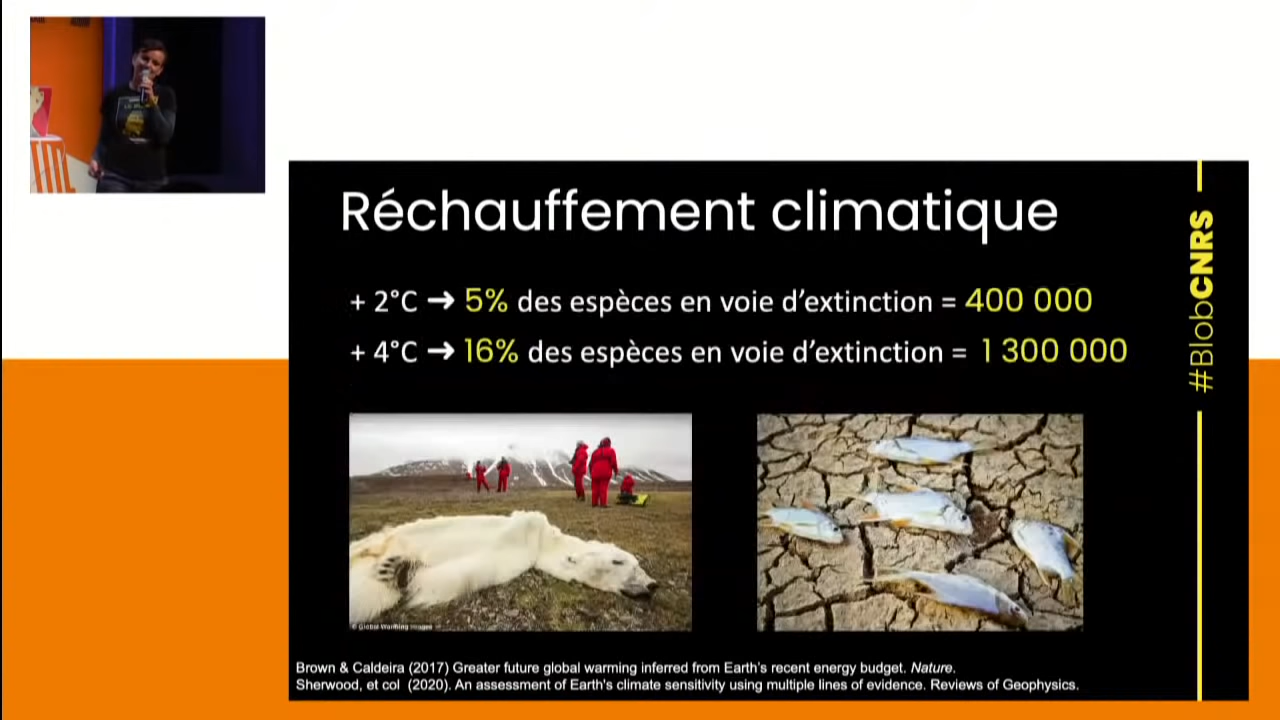 Réchauffement climatique
+ 2°C ➔ 5% des espèces en voie d’extinction = 400 000
+ 4°C ➔ 16% des espèces en voie d’extinction = 1 300 000
#BlobCNRS
© Global Warming Images
Brown & Caldeira (2017) Greater future global warming inferred from Earth's recent energy budget. Nature.
Sherwood, et col (2020). An assessment of Earth's climate sensitivity using multiple lines of evidence. Reviews of Geophysics.